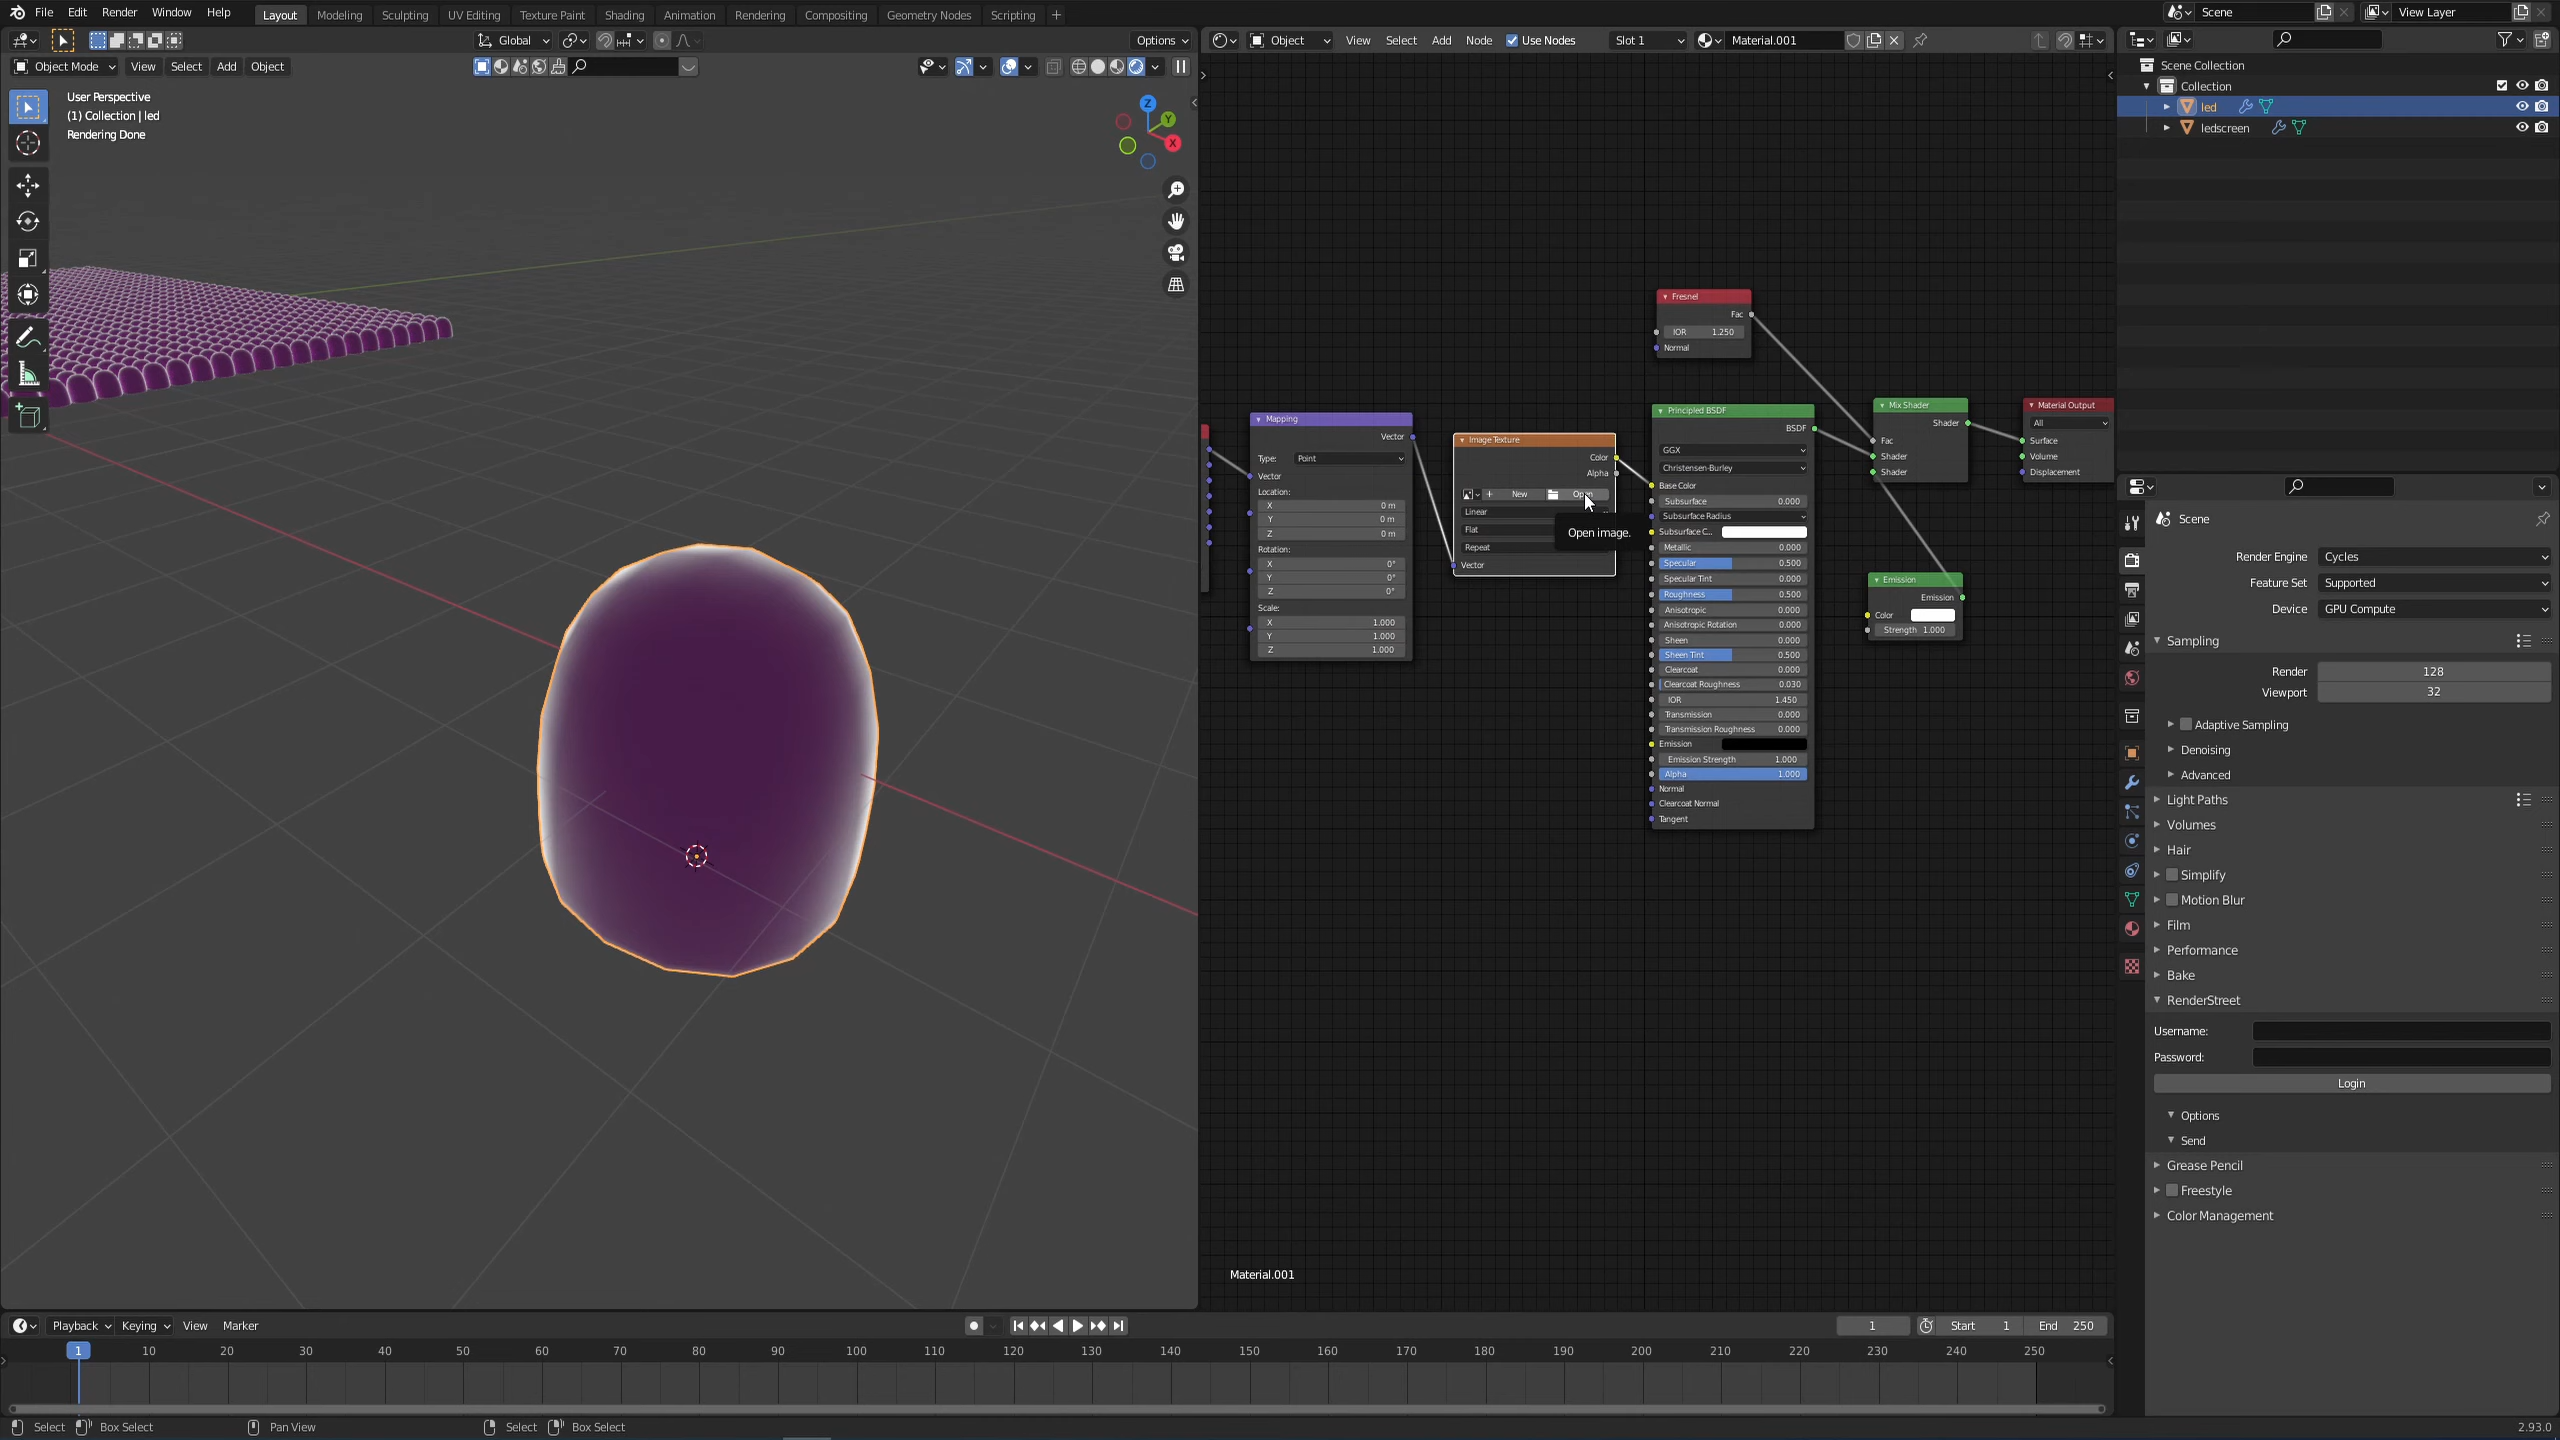 File Edit Render Window Help Layout Modeling Sculpting UV Editing Texture Paint Shading Animation Rendering Compositing Geometry Nodes Scripting + Scene View Layer
Global Options
Object Mode View Select Add Object
User Perspective
(1) Collection | led
Rendering Done
Z
Y
X
Object View Select Add Node Use Nodes Slot 1 Material.001
Fresnel
Fac
IOR 1.250
Normal
Mapping
Vector
Type: Point
Vector
Location:
X 0 m
Y 0 m
Z 0 m
Rotation:
X 0°
Y 0°
Z 0°
Scale:
X 1.000
Y 1.000
Z 1.000
Image Texture
Color
Alpha
New Open
Linear
Flat
Repeat
Vector
Open image.
Principled BSDF
BSDF
GGX
Christensen-Burley
Base Color
Subsurface 0.000
Subsurface Radius
Subsurface C..
Metallic 0.000
Specular 0.500
Specular Tint 0.000
Roughness 0.500
Anisotropic 0.000
Anisotropic Rotation 0.000
Sheen 0.000
Sheen Tint 0.500
Clearcoat 0.000
Clearcoat Roughness 0.030
IOR 1.450
Transmission 0.000
Transmission Roughness 0.000
Emission
Emission Strength 1.000
Alpha 1.000
Normal
Clearcoat Normal
Tangent
Mix Shader
Shader
Fac
Shader
Shader
Material Output
All
Surface
Volume
Displacement
Emission
Emission
Color
Strength 1.000
Material.001
Scene Collection
Collection
led
ledscreen
Scene
Render Engine Cycles
Feature Set Supported
Device GPU Compute
Sampling
Render 128
Viewport 32
Adaptive Sampling
Denoising
Advanced
Light Paths
Volumes
Hair
Simplify
Motion Blur
Film
Performance
Bake
RenderStreet
Username:
Password:
Login
Options
Send
Grease Pencil
Freestyle
Color Management
Playback Keying View Marker 1 Start 1 End 250
1 10 20 30 40 50 60 70 80 90 100 110 120 130 140 150 160 170 180 190 200 210 220 230 240 250
Select Box Select Pan View Select Box Select 2.93.0